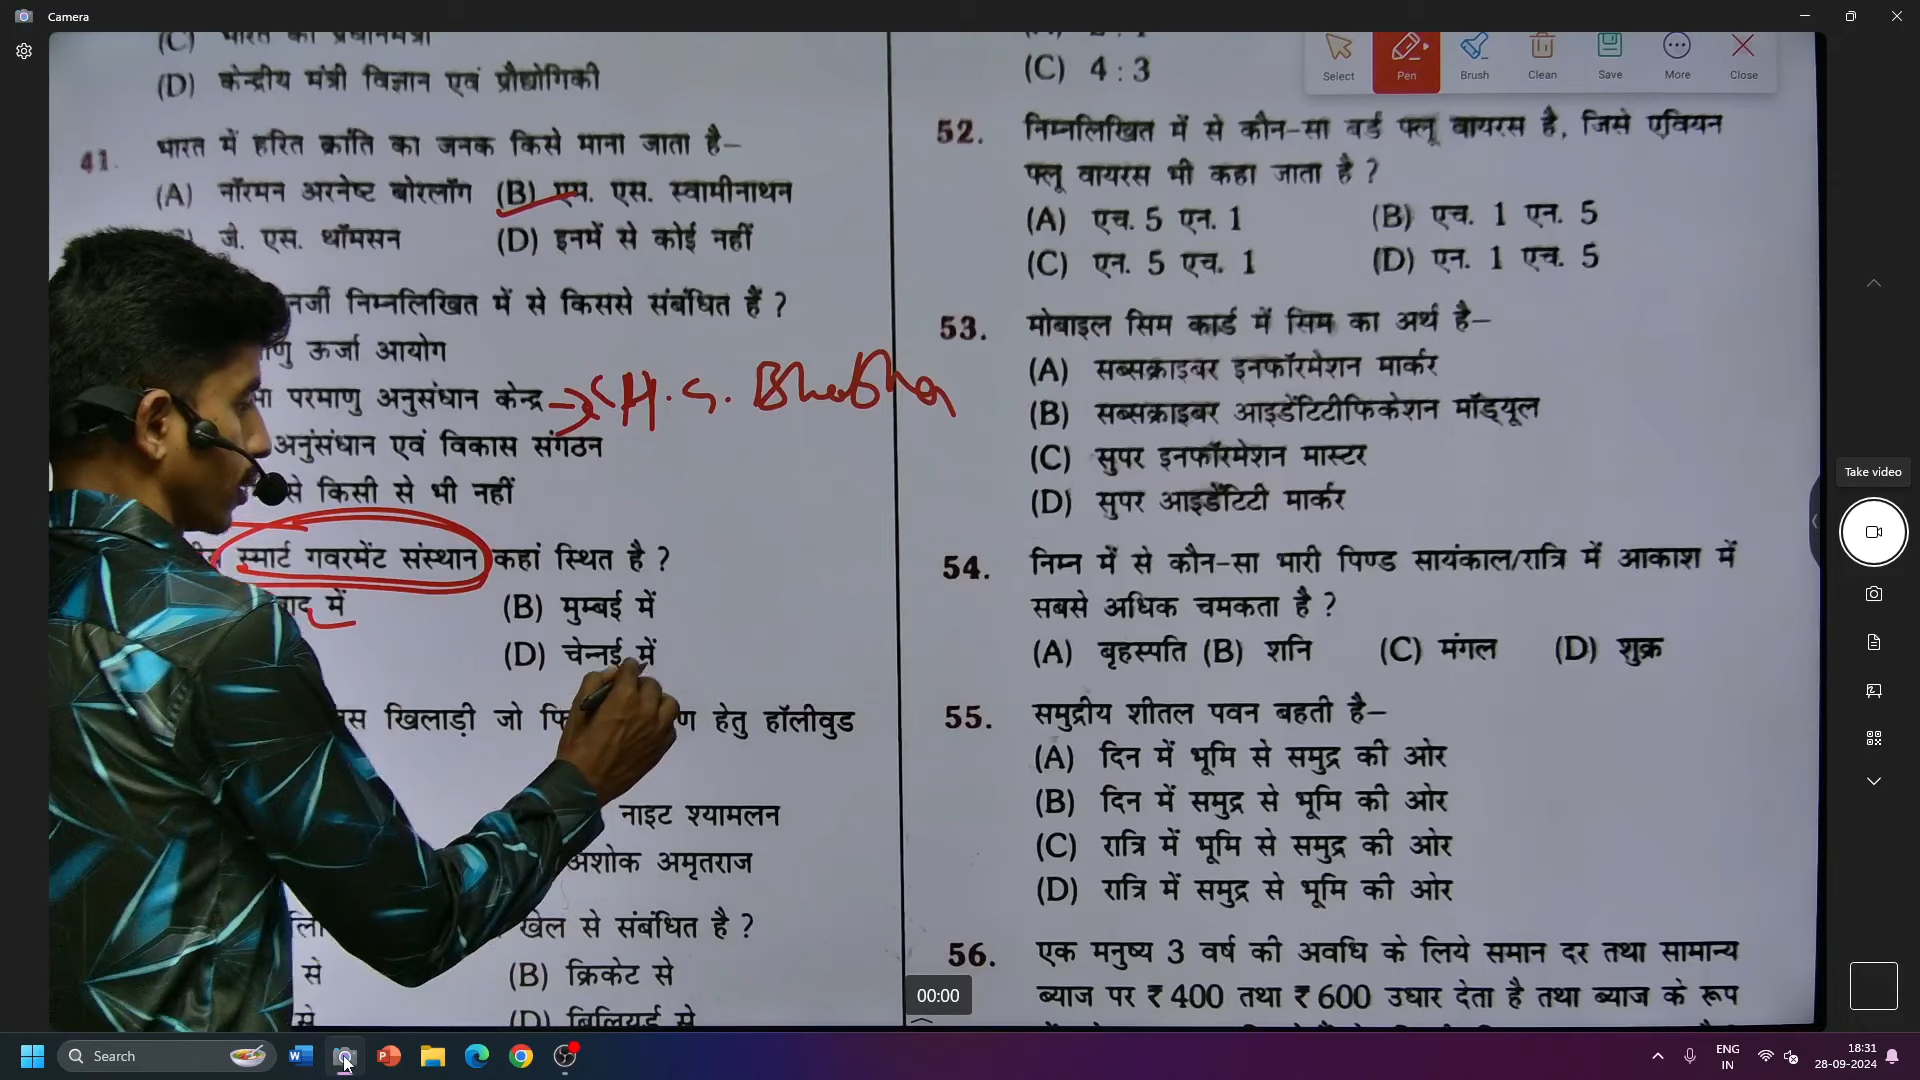 Camera
(C) भारत का प्रधानमंत्री
(D) केन्द्रीय मंत्री विज्ञान एवं प्रौद्योगिकी
41. भारत में हरित क्रांति का जनक किसे माना जाता है–
(A) नॉरमन अरनेष्ट बोरलॉग (B) एम. एस. स्वामीनाथन
जे. एस. थॉमसन (D) इनमें से कोई नहीं
नर्जी निम्नलिखित में से किससे संबंधित हैं ?
ऊर्जा आयोग
परमाणु अनुसंधान केन्द्र H. S. Bhabha
अनुंसंधान एवं विकास संगठन
से किसी से भी नहीं
स्मार्ट गवरमेंट संस्थान कहां स्थित है ?
में (B) मुम्बई में
(D) चेन्नई में
खिलाड़ी जो हेतु हॉलीवुड
नाइट श्यामलन
अशोक अमृतराज
खेल से संबंधित है ?
से (B) क्रिकेट से
से (D) बिलियर्ड से
(C) 4 : 3
52. निम्नलिखित में से कौन-सा बर्ड फ्लू वायरस है, जिसे एवियन
फ्लू वायरस भी कहा जाता है ?
(A) एच. 5 एन. 1 (B) एच. 1 एन. 5
(C) एन. 5 एच. 1 (D) एन. 1 एच. 5
53. मोबाइल सिम कार्ड में सिम का अर्थ है–
(A) सब्सक्राइबर इनफॉरमेशन मार्कर
(B) सब्सक्राइबर आइडेंटिटीफिकेशन मॉड्यूल
(C) सुपर इनफॉरमेशन मास्टर
(D) सुपर आइडेंटिटी मार्कर
54. निम्न में से कौन-सा भारी पिण्ड सायंकाल/रात्रि में आकाश में
सबसे अधिक चमकता है ?
(A) बृहस्पति (B) शनि (C) मंगल (D) शुक्र
55. समुद्रीय शीतल पवन बहती है–
(A) दिन में भूमि से समुद्र की ओर
(B) दिन में समुद्र से भूमि की ओर
(C) रात्रि में भूमि से समुद्र की ओर
(D) रात्रि में समुद्र से भूमि की ओर
56. एक मनुष्य 3 वर्ष की अवधि के लिये समान दर तथा सामान्य
ब्याज पर ₹ 400 तथा ₹ 600 उधार देता है तथा ब्याज के रूप
Select Pen Brush Clean Save More Close
Take video
00:00
Search
ENG
IN
18:31
28-09-2024